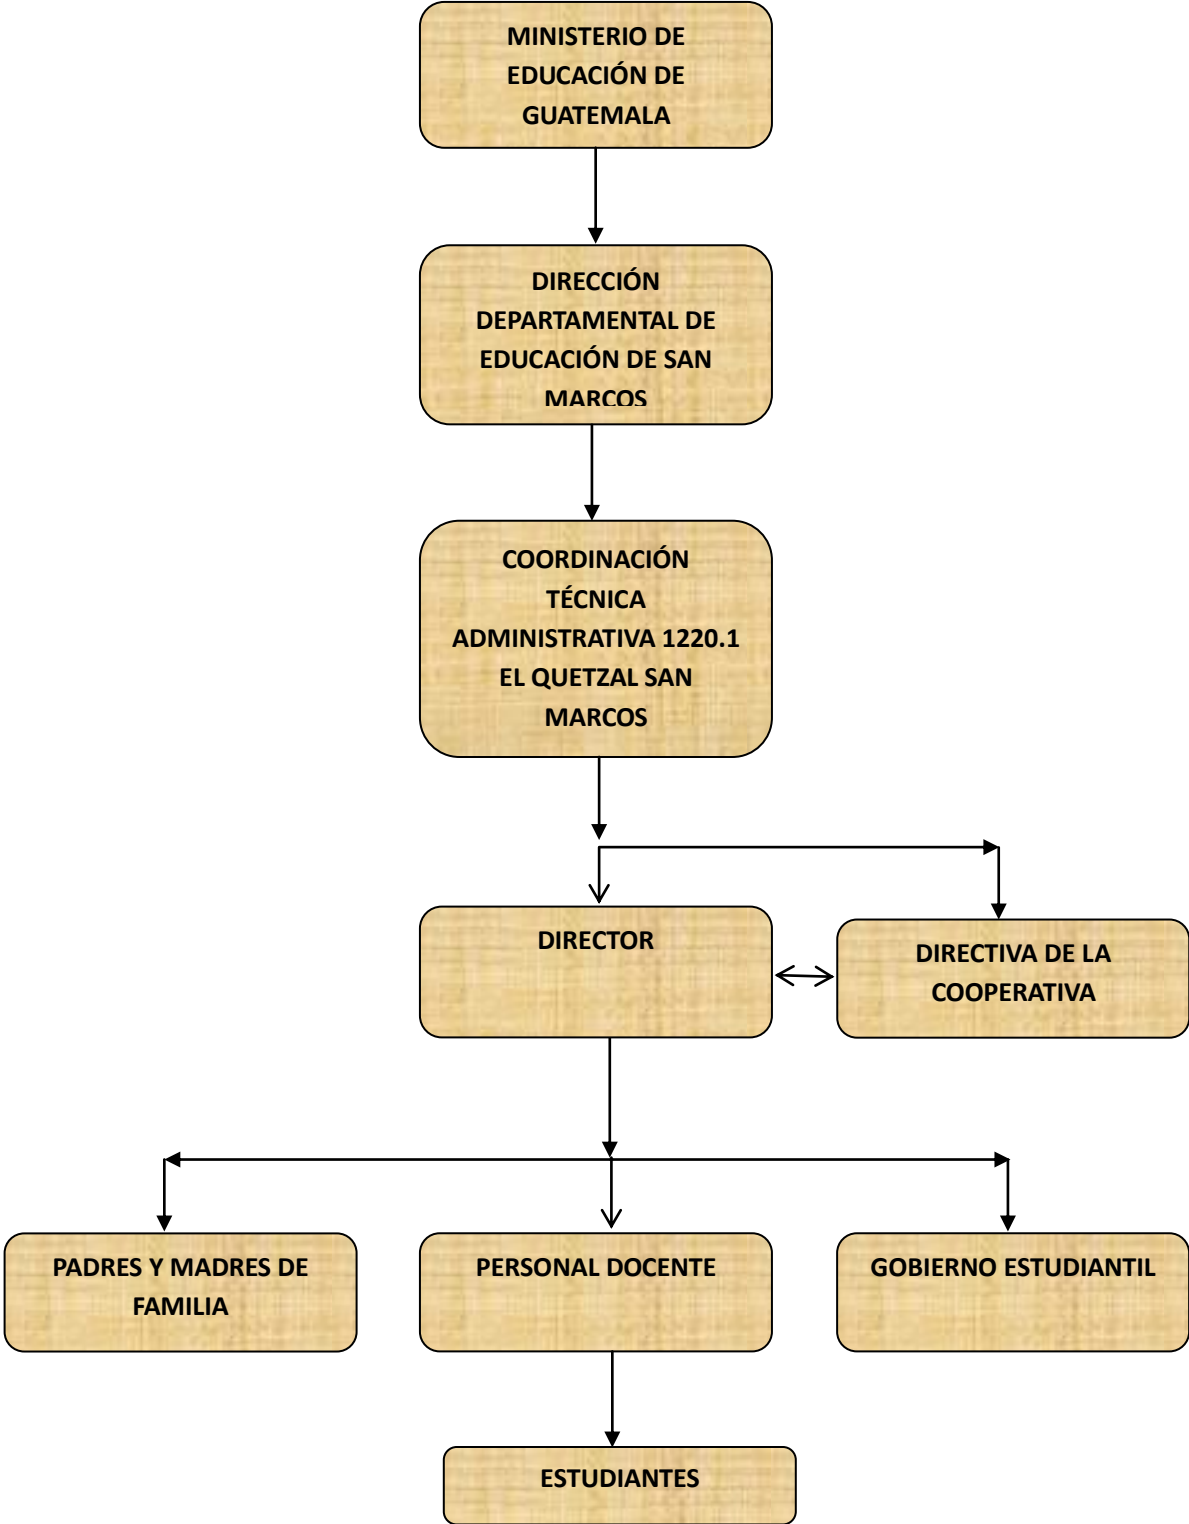 MINISTERIO DE
EDUCACIÓN DE
GUATEMALA
DIRECCIÓN
DEPARTAMENTAL DE
EDUCACIÓN DE SAN
MARCOS
COORDINACIÓN
TÉCNICA
ADMINISTRATIVA 1220.1
EL QUETZAL SAN
MARCOS
DIRECTOR
DIRECTIVA DE LA
COOPERATIVA
PADRES Y MADRES DE
FAMILIA
PERSONAL DOCENTE
GOBIERNO ESTUDIANTIL
ESTUDIANTES